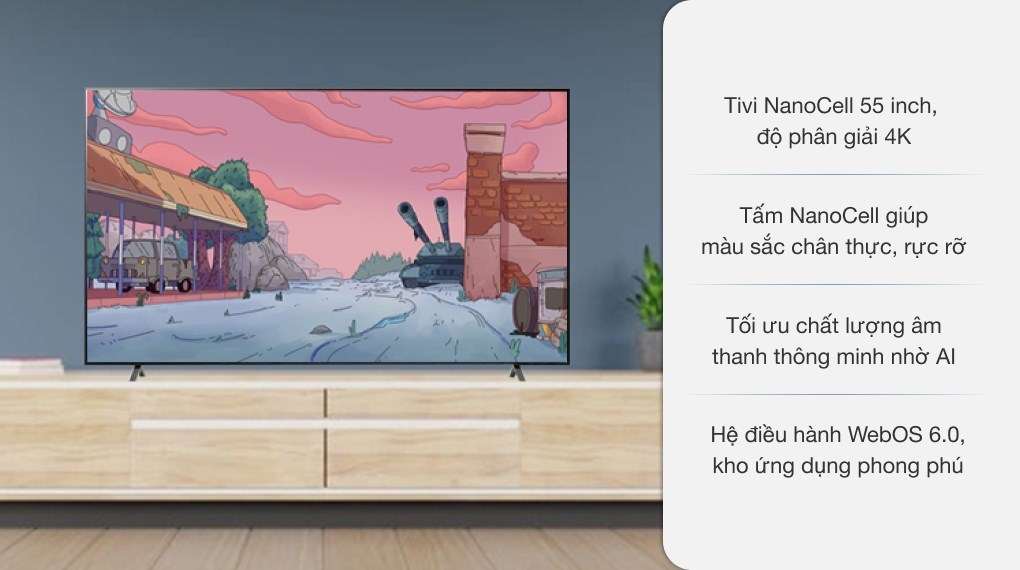 Tivi NanoCell 55 inch,
độ phân giải 4K
Tấm NanoCell giúp
màu sắc chân thực, rực rỡ
Tối ưu chất lượng âm
thanh thông minh nhờ AI
Hệ điều hành WebOS 6.0,
kho ứng dụng phong phú